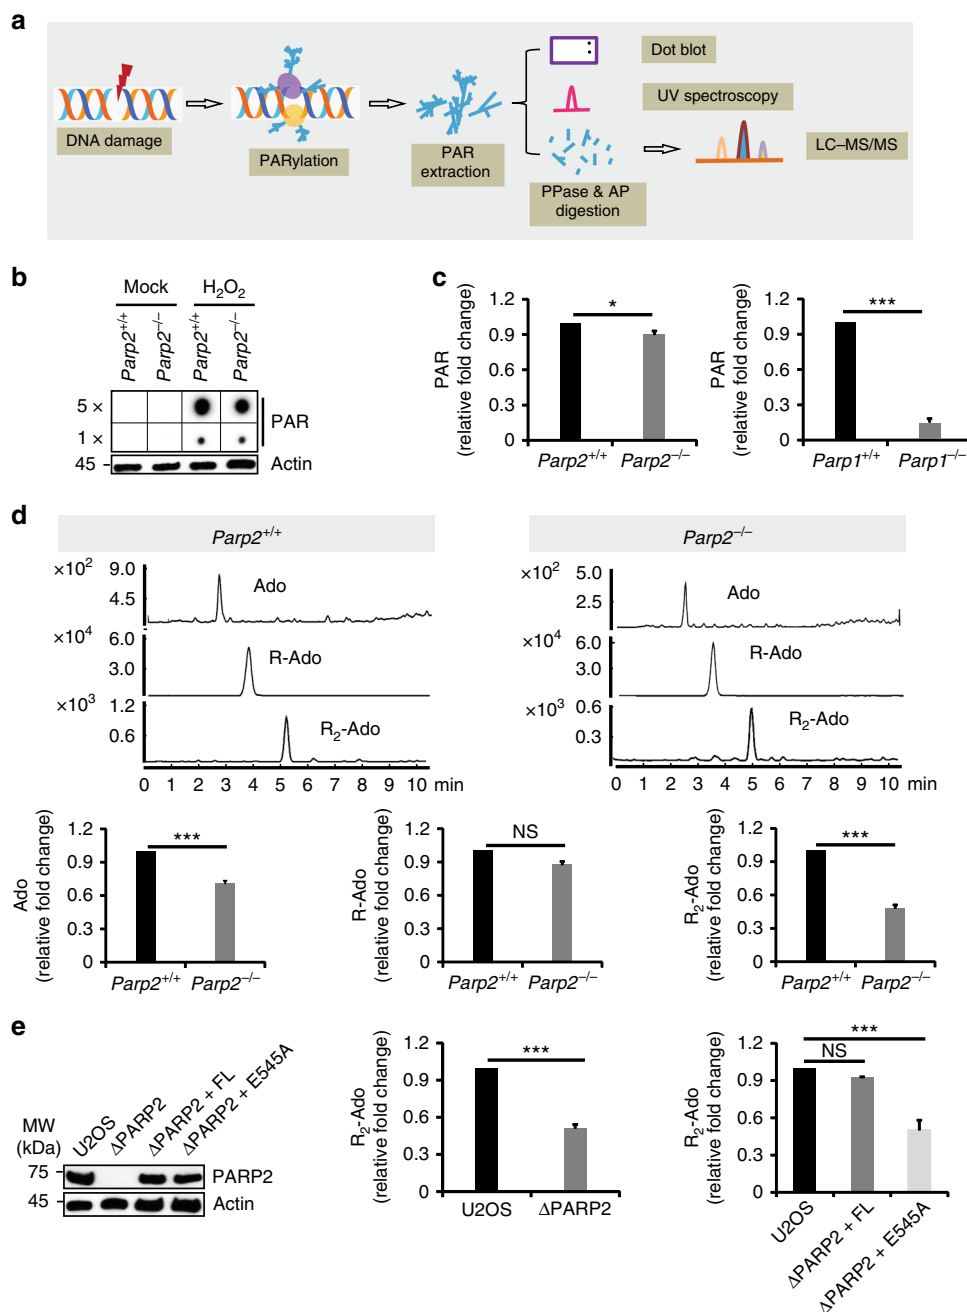 a
DNA damage
PARylation
PAR
extraction
Dot blot
UV spectroscopy
PPase & AP
digestion
LC–MS/MS
b
Mock
H₂O₂
Parp2⁺/⁺
Parp2⁻/⁻
Parp2⁺/⁺
Parp2⁻/⁻
5 ×
1 ×
PAR
45
Actin
c
PAR
(relative fold change)
1.2
0.9
0.6
0.3
0
*
Parp2⁺/⁺
Parp2⁻/⁻
PAR
(relative fold change)
1.2
0.9
0.6
0.3
0
***
Parp1⁺/⁺
Parp1⁻/⁻
d
Parp2⁺/⁺
×10²
9.0
4.5
Ado
×10⁴
6.0
3.0
R-Ado
×10³
1.2
0.6
R₂-Ado
0 1 2 3 4 5 6 7 8 9 10 min
Parp2⁻/⁻
×10²
5.0
2.5
Ado
×10⁴
6.0
3.0
R-Ado
×10³
0.6
0.3
R₂-Ado
0 1 2 3 4 5 6 7 8 9 10 min
Ado
(relative fold change)
1.2
0.9
0.6
0.3
0
***
Parp2⁺/⁺
Parp2⁻/⁻
R-Ado
(relative fold change)
1.2
0.9
0.6
0.3
0
NS
Parp2⁺/⁺
Parp2⁻/⁻
R₂-Ado
(relative fold change)
1.2
0.9
0.6
0.3
0
***
Parp2⁺/⁺
Parp2⁻/⁻
e
MW
(kDa)
U2OS
ΔPARP2
ΔPARP2 + FL
ΔPARP2 + E545A
75
PARP2
45
Actin
R₂-Ado
(relative fold change)
1.2
0.9
0.6
0.3
0
***
U2OS
ΔPARP2
R₂-Ado
(relative fold change)
1.2
0.9
0.6
0.3
0
***
NS
U2OS
ΔPARP2 + FL
ΔPARP2 + E545A